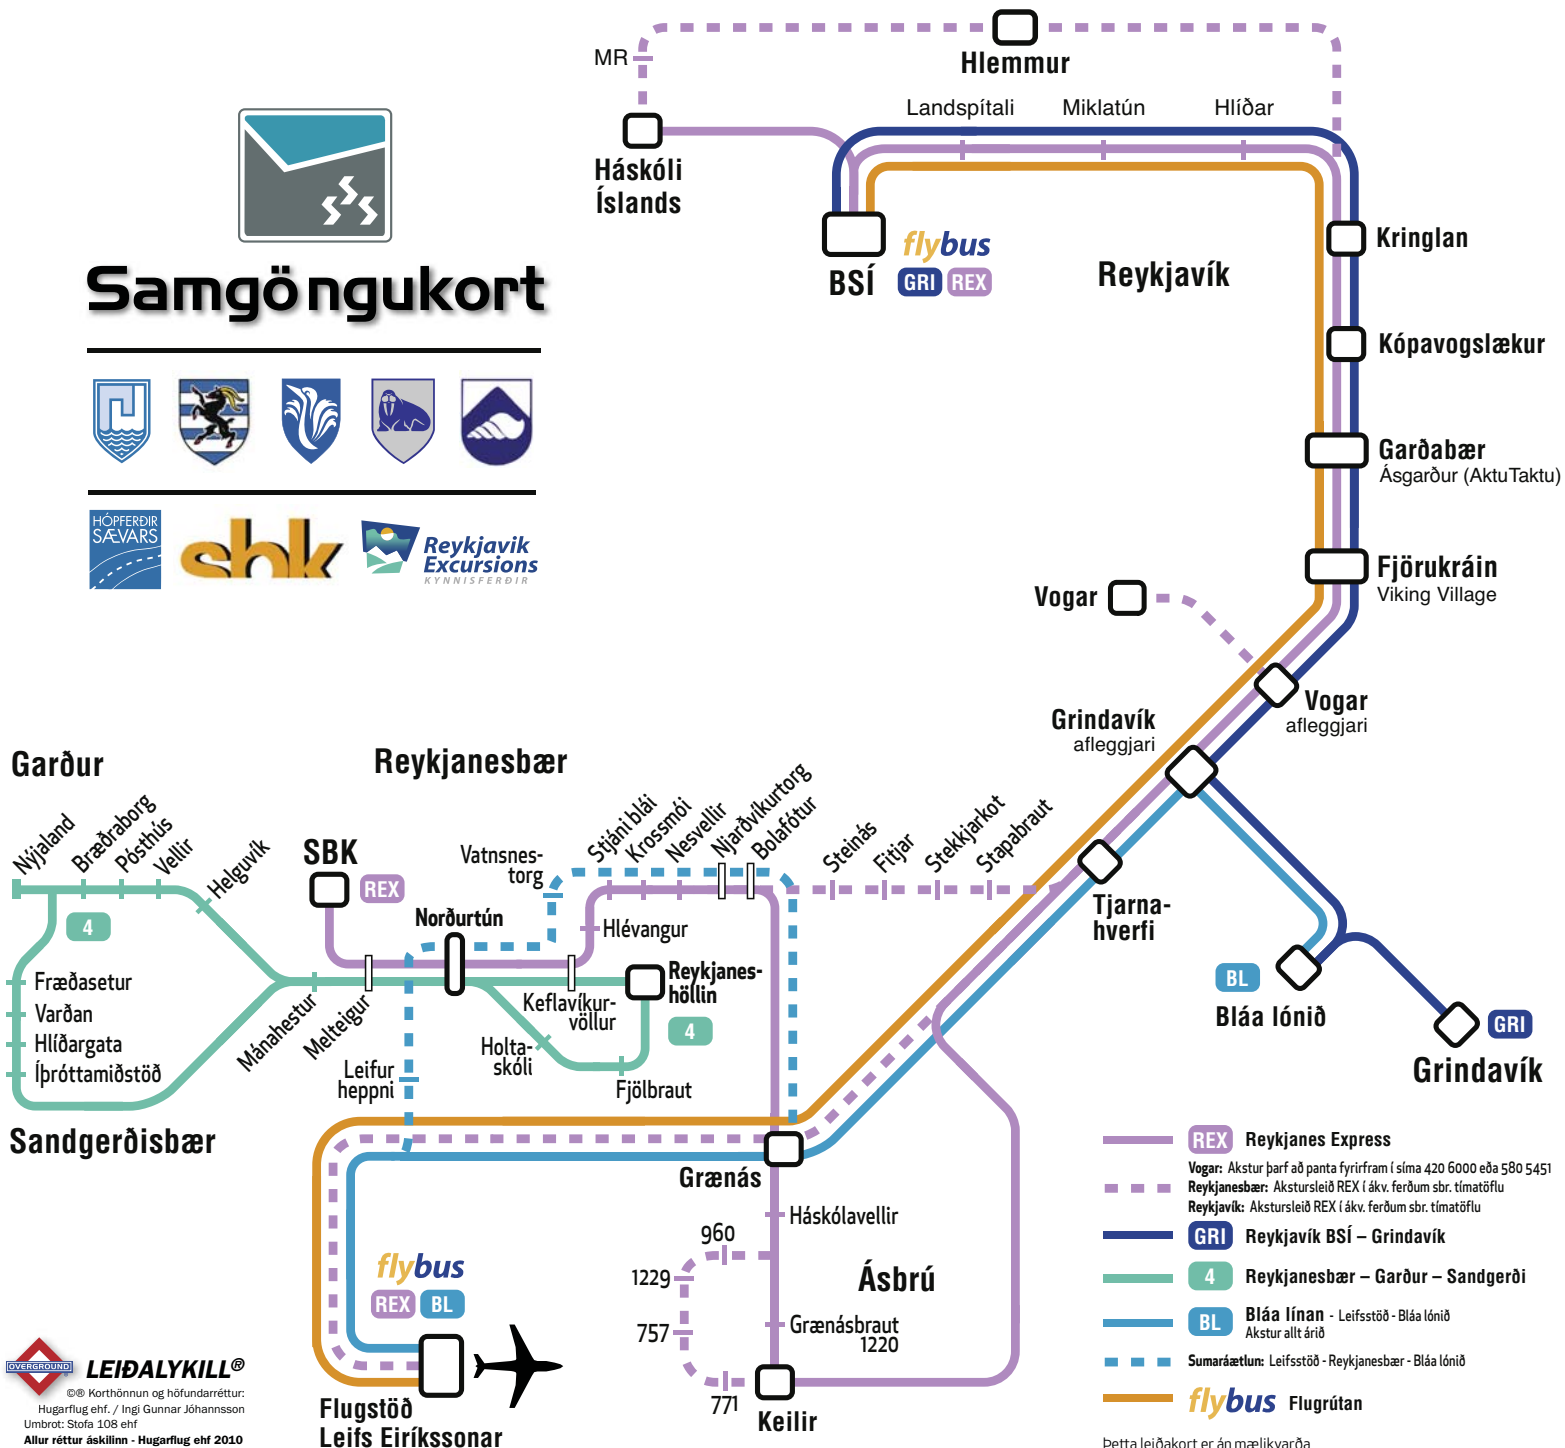 MR
Hlemmur
Landspítali
Miklatún
Hlíðar
Háskóli
Íslands
BSÍ
flybus
GRI
REX
Reykjavík
Kringlan
Kópavogslækur
Garðabær
Ásgarður (AktuTaktu)
Fjörukráin
Viking Village
Samgöngukort
HÓPFERÐIR
SÆVARS
sbk
Reykjavik
Excursions
KYNNISFERÐIR
Vogar
Vogar
afleggjari
Grindavík
afleggjari
Tjarna-
hverfi
BL
Bláa lónið
GRI
Grindavík
Garður
Nýjaland
Bræðraborg
Pósthús
Vellir
Helguvík
4
Fræðasetur
Varðan
Hlíðargata
Íþróttamiðstöð
Sandgerðisbær
Reykjanesbær
SBK
REX
Mánahestur
Melteigur
Norðurtún
Vatnsnes-
torg
Stjáni blái
Krossmói
Nesvellir
Njarðvíkurtorg
Bolafótur
Steinás
Fitjar
Stekkjarkot
Stapabraut
Hlévangur
Keflavíkur-
völlur
Reykjanes-
höllin
4
Holta-
skóli
Fjölbraut
Leifur
heppni
Grænás
Háskólavellir
960
1229
757
771
Ásbrú
Grænásbraut
1220
Keilir
flybus
REX
BL
Flugstöð
Leifs Eiríkssonar
REX Reykjanes Express
Vogar: Akstur þarf að panta fyrirfram í síma 420 6000 eða 580 5451
Reykjanesbær: Akstursleið REX í ákv. ferðum sbr. tímatöflu
Reykjavík: Akstursleið REX í ákv. ferðum sbr. tímatöflu
GRI Reykjavík BSÍ – Grindavík
4 Reykjanesbær – Garður – Sandgerði
BL Bláa línan - Leifsstöð - Bláa lónið
Akstur allt árið
Sumaráætlun: Leifsstöð - Reykjanesbær - Bláa lónið
flybus Flugrútan
Þetta leiðakort er án mælikvarða
OVERGROUND
LEIÐALYKILL®
©® Korthönnun og höfundarréttur:
Hugarflug ehf. / Ingi Gunnar Jóhannsson
Umbrot: Stofa 108 ehf
Allur réttur áskilinn - Hugarflug ehf 2010